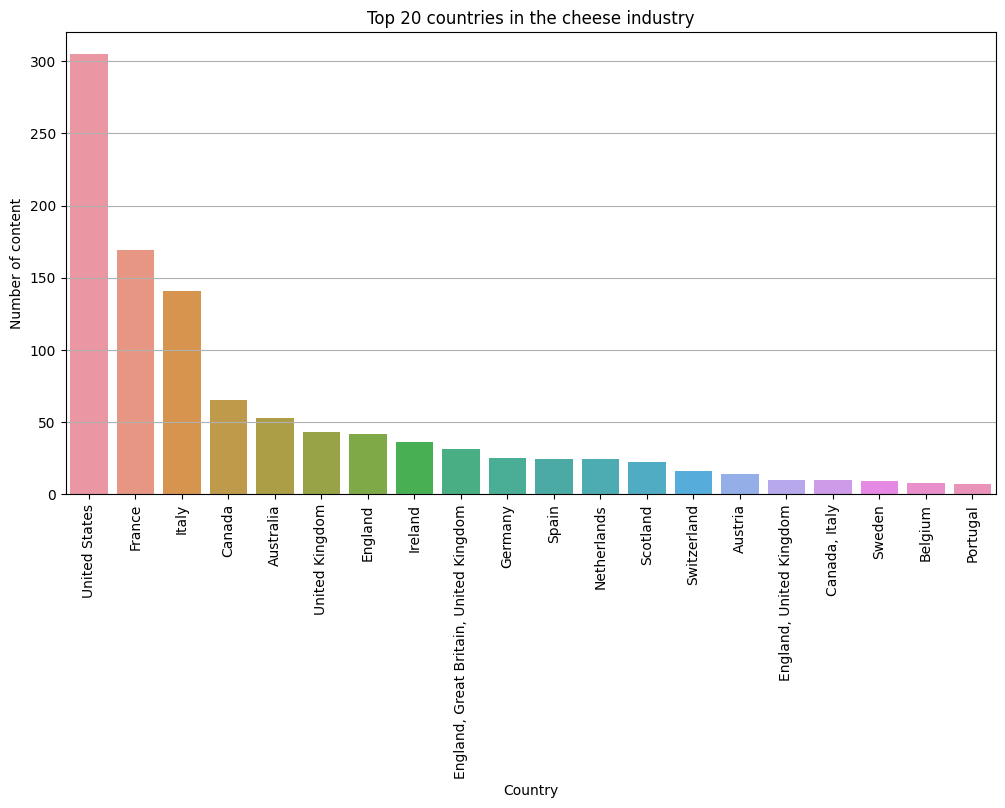 Top 20 countries in the cheese industry
Number of content
300
250
200
150
100
50
0
United States
France
Italy
Canada
Australia
United Kingdom
England
Ireland
England, Great Britain, United Kingdom
Germany
Spain
Netherlands
Scotland
Switzerland
Austria
England, United Kingdom
Canada, Italy
Sweden
Belgium
Portugal
Country